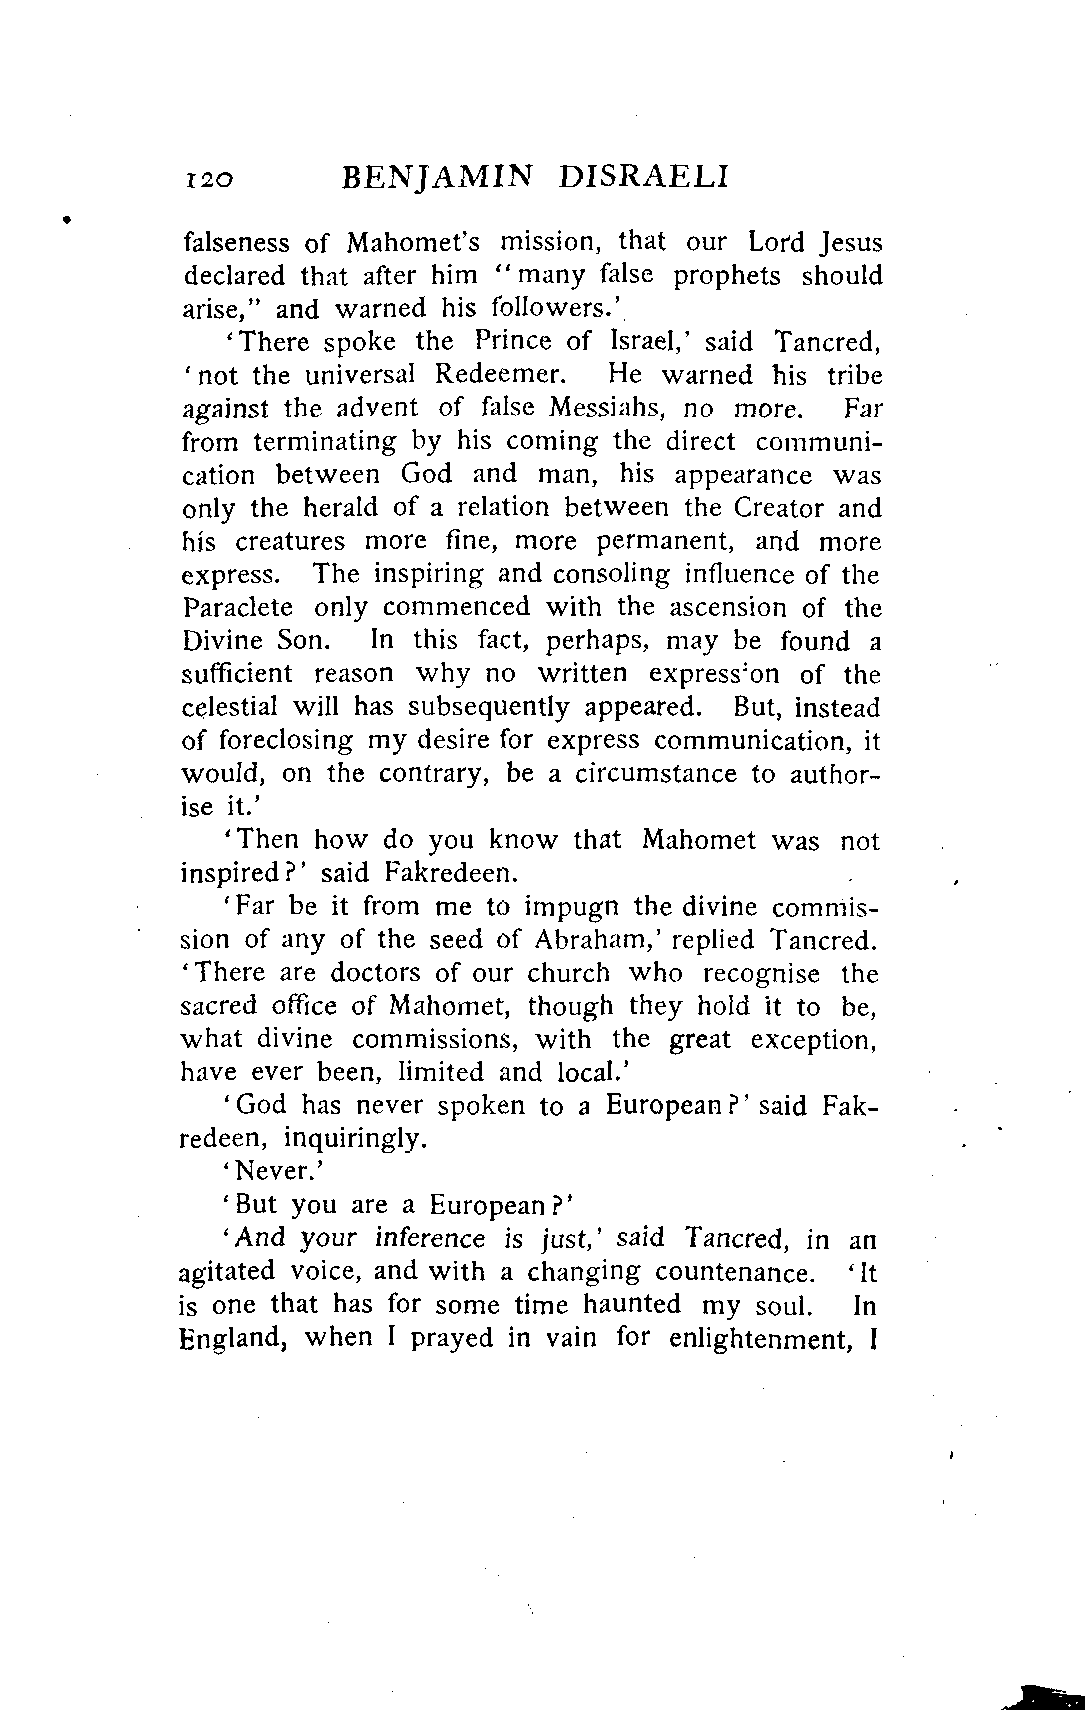 120 BENJAMIN DISRAELI
falseness of Mahomet's mission, that our Lord Jesus
declared that after him "many false prophets should
arise," and warned his followers.'
'There spoke the Prince of Israel,' said Tancred,
'not the universal Redeemer. He warned his tribe
against the advent of false Messiahs, no more. Far
from terminating by his coming the direct communi-
cation between God and man, his appearance was
only the herald of a relation between the Creator and
his creatures more fine, more permanent, and more
express. The inspiring and consoling influence of the
Paraclete only commenced with the ascension of the
Divine Son. In this fact, perhaps, may be found a
sufficient reason why no written expression of the
celestial will has subsequently appeared. But, instead
of foreclosing my desire for express communication, it
would, on the contrary, be a circumstance to author-
ise it.'
'Then how do you know that Mahomet was not
inspired?' said Fakredeen.
'Far be it from me to impugn the divine commis-
sion of any of the seed of Abraham,' replied Tancred.
'There are doctors of our church who recognise the
sacred office of Mahomet, though they hold it to be,
what divine commissions, with the great exception,
have ever been, limited and local.'
'God has never spoken to a European?' said Fak-
redeen, inquiringly.
'Never.'
'But you are a European?'
'And your inference is just,' said Tancred, in an
agitated voice, and with a changing countenance. 'It
is one that has for some time haunted my soul. In
England, when I prayed in vain for enlightenment, I